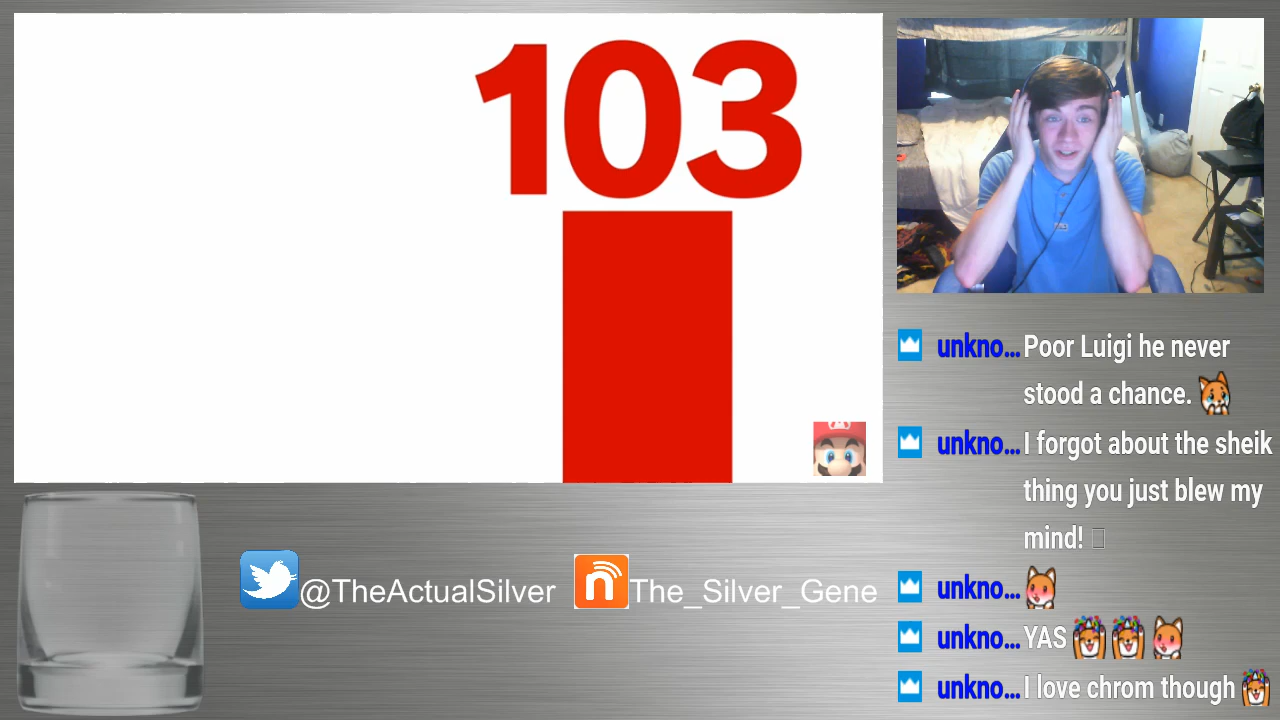 103
@TheActualSilver
n
The_Silver_Gene
unkno... Poor Luigi he never
stood a chance.
unkno... I forgot about the sheik
thing you just blew my
mind!
unkno...
unkno... YAS
unkno... I love chrom though